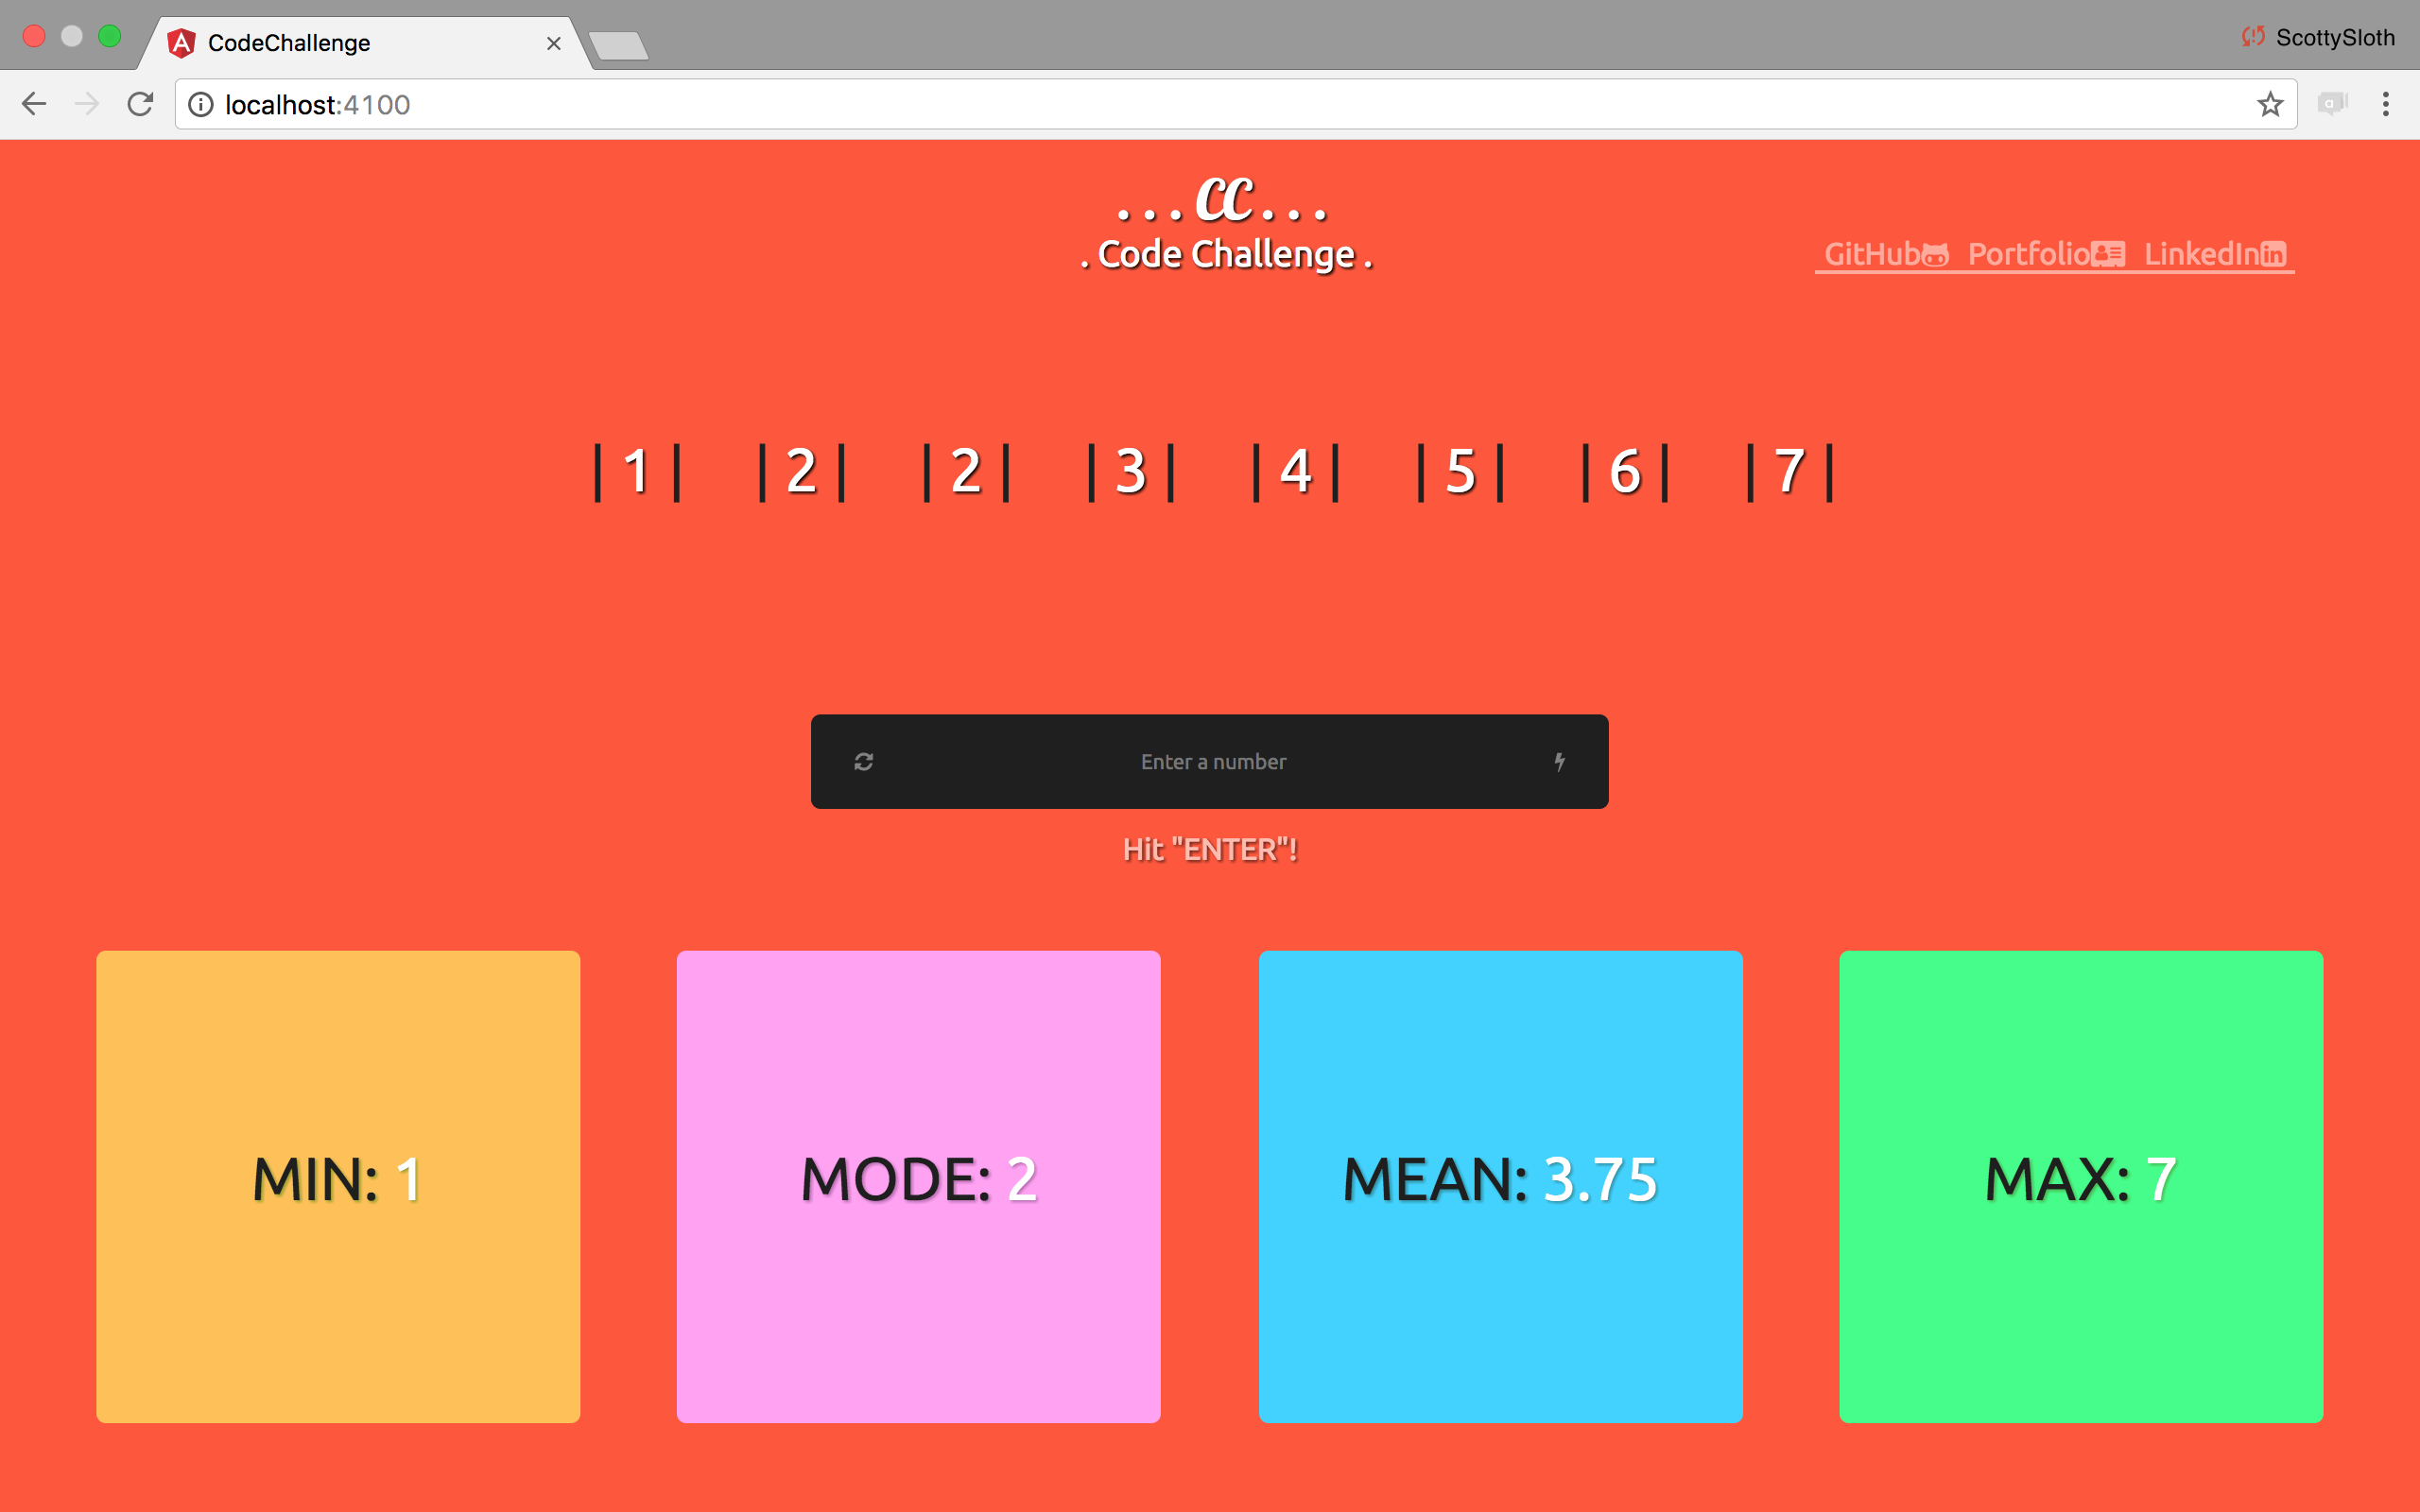 CodeChallenge
ScottySloth
localhost:4100
...CC...
. Code Challenge .
GitHub Portfolio LinkedIn
|1| |2| |2| |3| |4| |5| |6| |7|
Enter a number
Hit "ENTER"!
MIN: 1
MODE: 2
MEAN: 3.75
MAX: 7